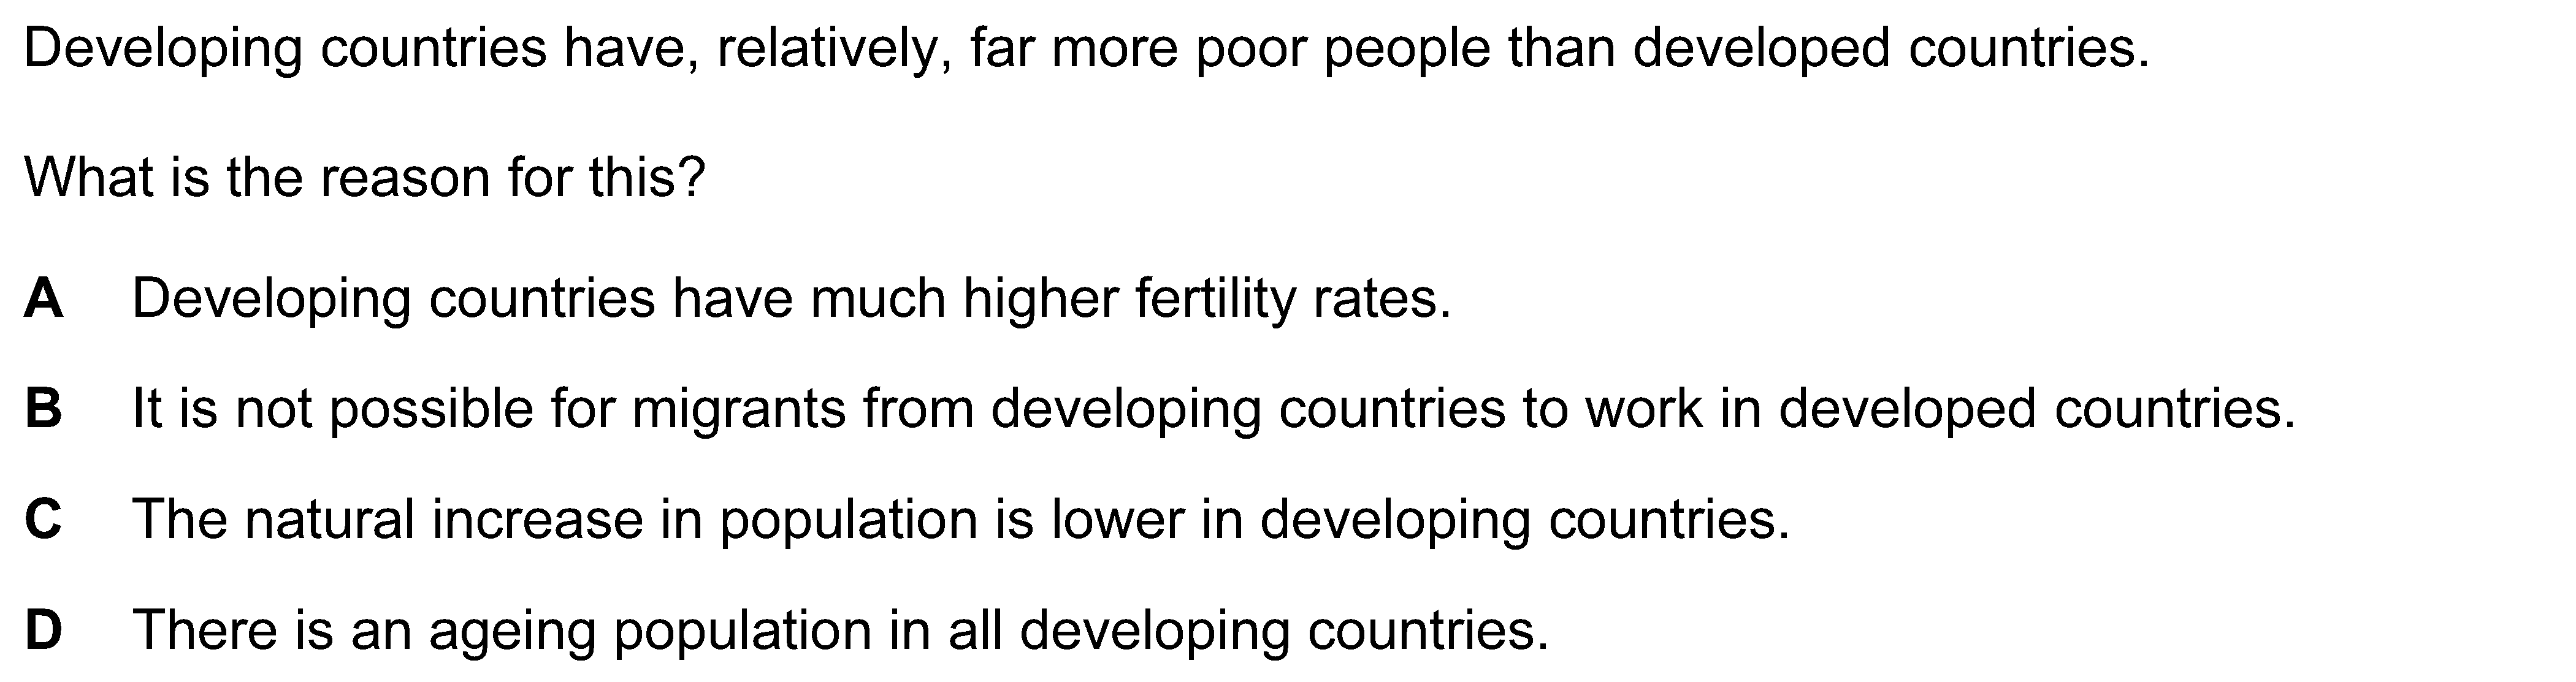 Developing countries have, relatively, far more poor people than developed countries.
What is the reason for this?
A Developing countries have much higher fertility rates.
B It is not possible for migrants from developing countries to work in developed countries.
C The natural increase in population is lower in developing countries.
D There is an ageing population in all developing countries.